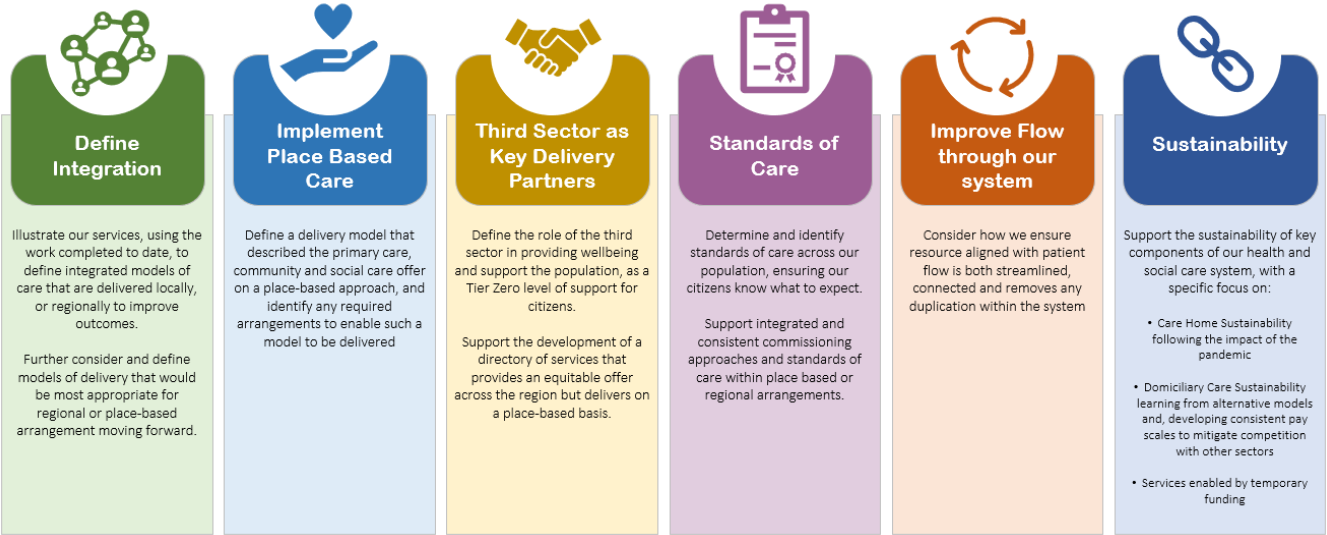 Define
Integration
Illustrate our services, using the
work completed to date, to
define integrated models of
care that are delivered locally,
or regionally to improve
outcomes.
Further consider and define
models of delivery that would
be most appropriate for
regional or place-based
arrangement moving forward.
Implement
Place Based
Care
Define a delivery model that
described the primary care,
community and social care offer
on a place-based approach, and
identify any required
arrangements to enable such a
model to be delivered
Third Sector as
Key Delivery
Partners
Define the role of the third
sector in providing wellbeing
and support the population, as a
Tier Zero level of support for
citizens.
Support the development of a
directory of services that
provides an equitable offer
across the region but delivers on
a place-based basis.
Standards of
Care
Determine and identify
standards of care across our
population, ensuring our
citizens know what to expect.
Support integrated and
consistent commissioning
approaches and standards of
care within place based or
regional arrangements.
Improve Flow
through our
system
Consider how we ensure
resource aligned with patient
flow is both streamlined,
connected and removes any
duplication within the system
Sustainability
Support the sustainability of key
components of our health and
social care system, with a
specific focus on:
• Care Home Sustainability
following the impact of the
pandemic
• Domiciliary Care Sustainability
learning from alternative models
and, developing consistent pay
scales to mitigate competition
with other sectors
• Services enabled by temporary
funding